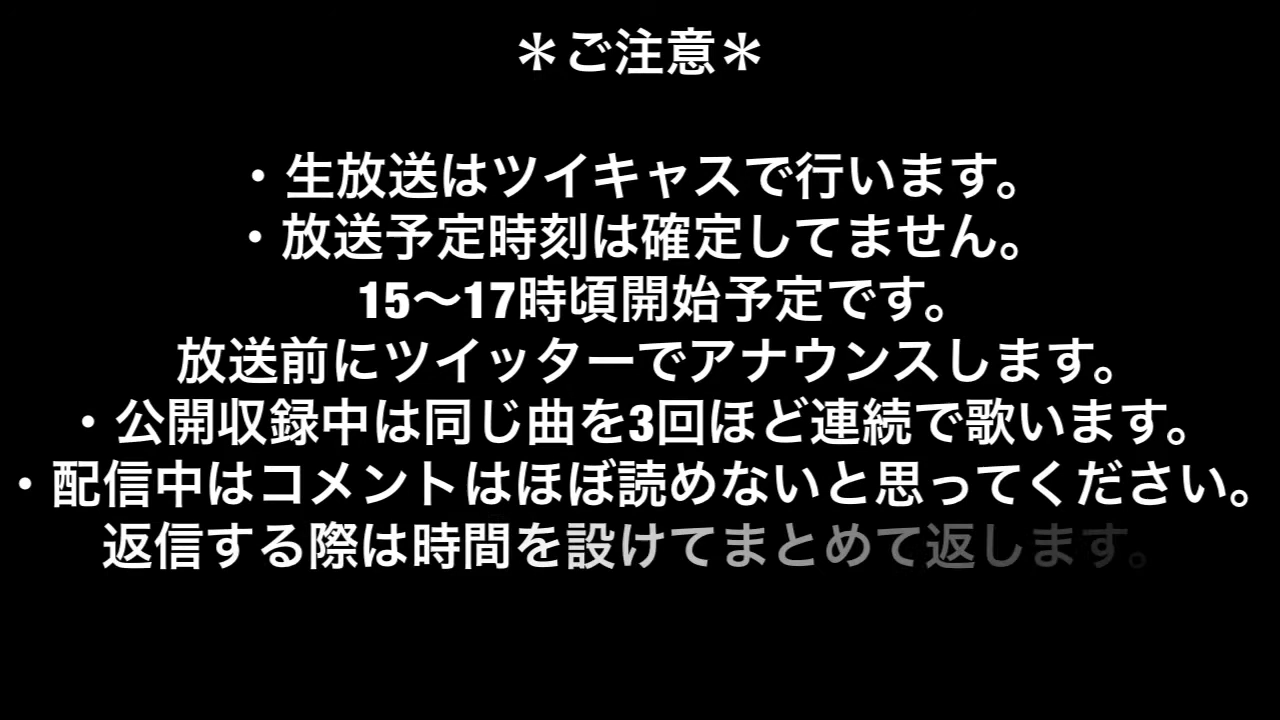 ＊ご注意＊
・生放送はツイキャスで行います。
・放送予定時刻は確定してません。
15〜17時頃開始予定です。
放送前にツイッターでアナウンスします。
・公開収録中は同じ曲を3回ほど連続で歌います。
・配信中はコメントはほぼ読めないと思ってください。
返信する際は時間を設けてまとめて返します。